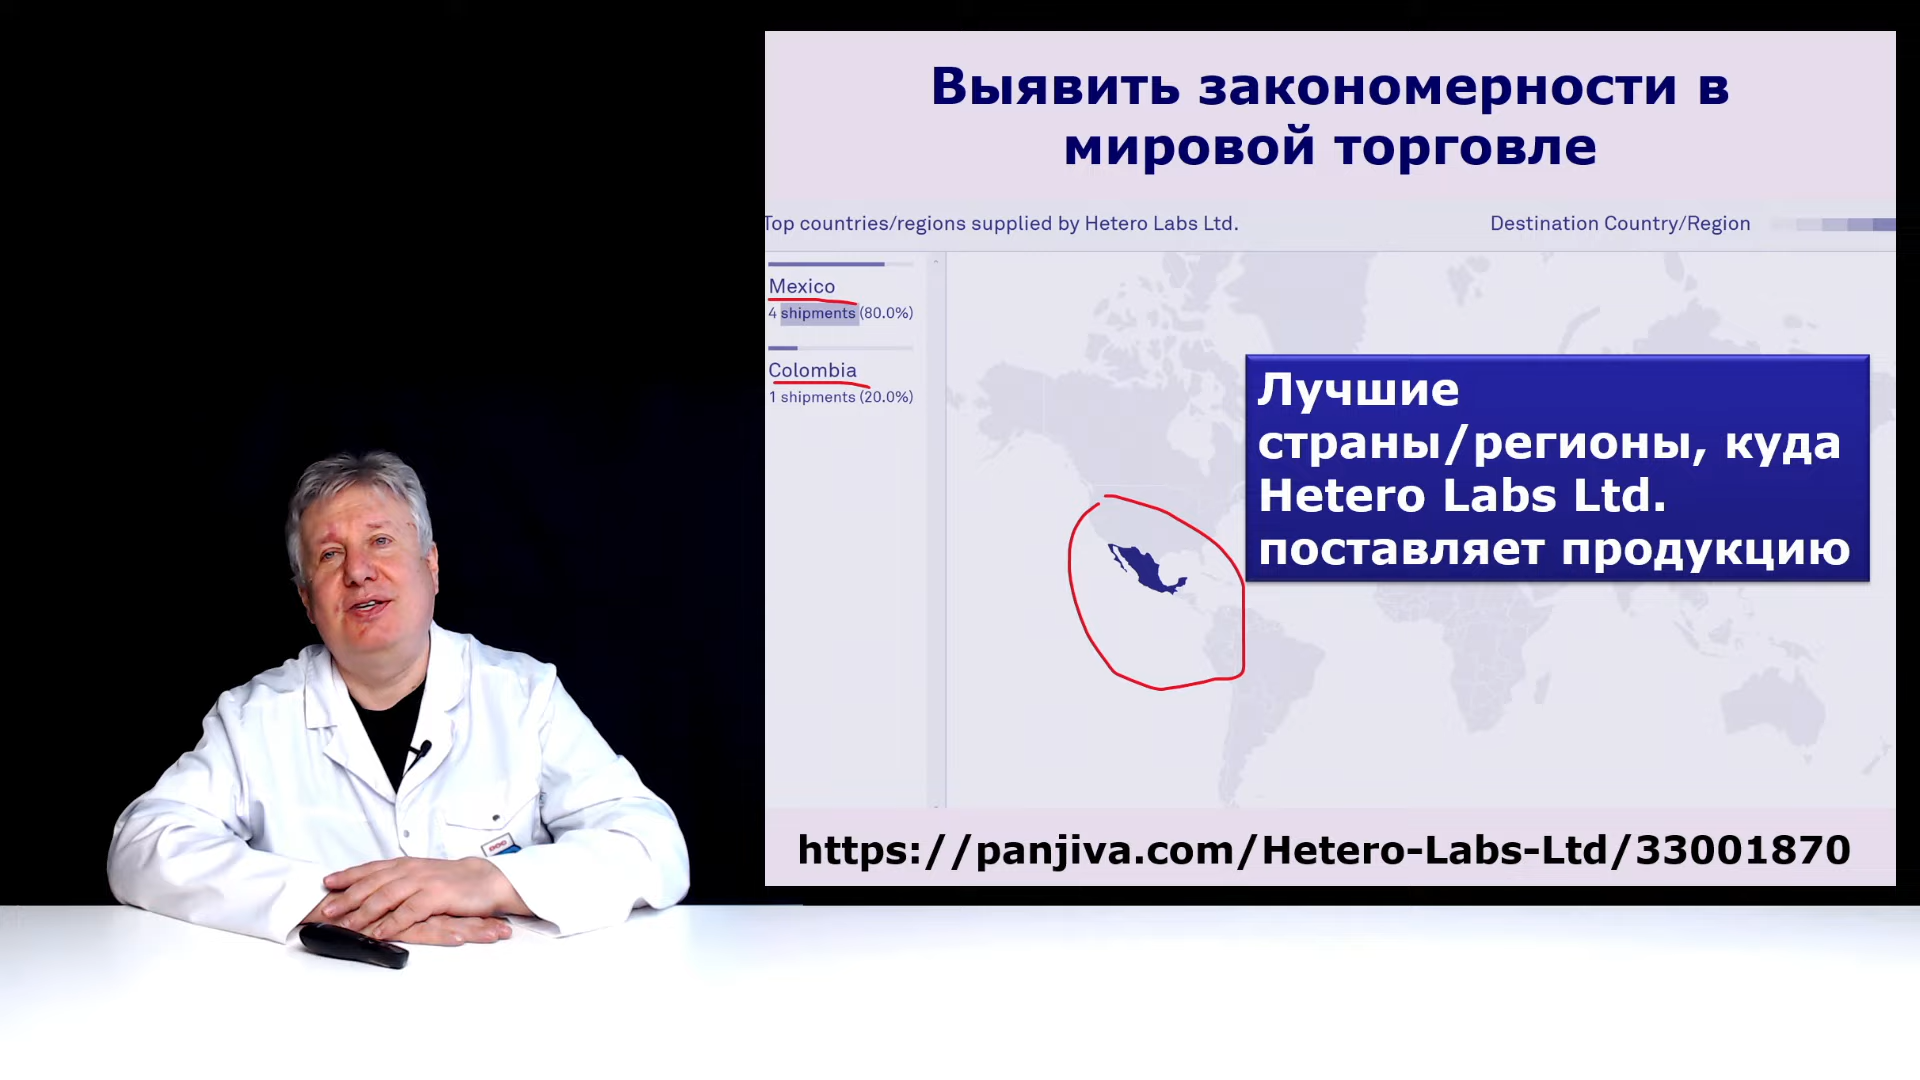 Выявить закономерности в
мировой торговле
Top countries/regions supplied by Hetero Labs Ltd.
Destination Country/Region
Mexico
4 shipments (80.0%)
Colombia
1 shipments (20.0%)
Лучшие
страны/регионы, куда
Hetero Labs Ltd.
поставляет продукцию
https://panjiva.com/Hetero-Labs-Ltd/33001870